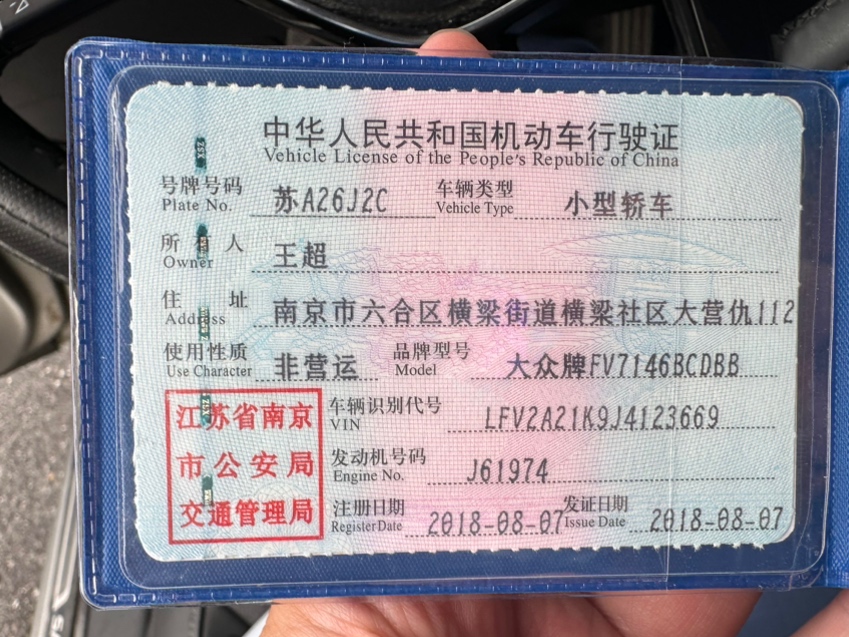 中华人民共和国机动车行驶证
Vehicle License of the People's Republic of China
号牌号码 苏A26J2C 车辆类型 小型轿车
Plate No. Vehicle Type
所有人 王超
Owner
住址 南京市六合区横梁街道横梁社区大营仇112
Address
使用性质 非营运 品牌型号 大众牌FV7146BCDBB
Use Character Model
江苏省南京
市公安局
交通管理局
车辆识别代号 LFV2A21K9J4123669
VIN
发动机号码 J61974
Engine No.
注册日期 2018-08-07 发证日期 2018-08-07
Register Date Issue Date